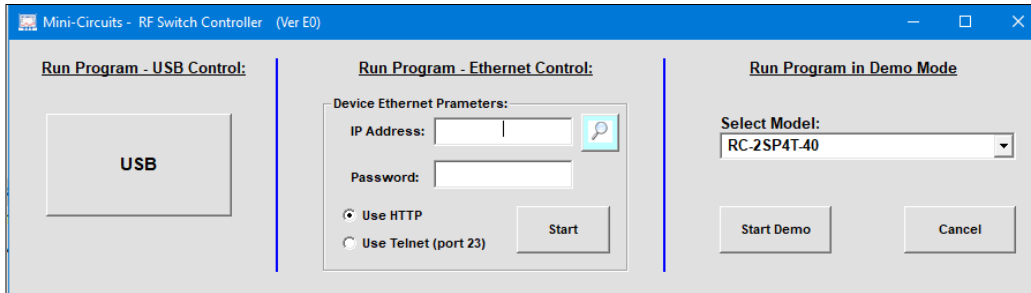 Mini-Circuits - RF Switch Controller (Ver E0)
Run Program - USB Control:
USB
Run Program - Ethernet Control:
Device Ethernet Prameters:
IP Address:
Password:
Use HTTP
Use Telnet (port 23)
Start
Run Program in Demo Mode
Select Model:
RC-2SP4T-40
Start Demo
Cancel